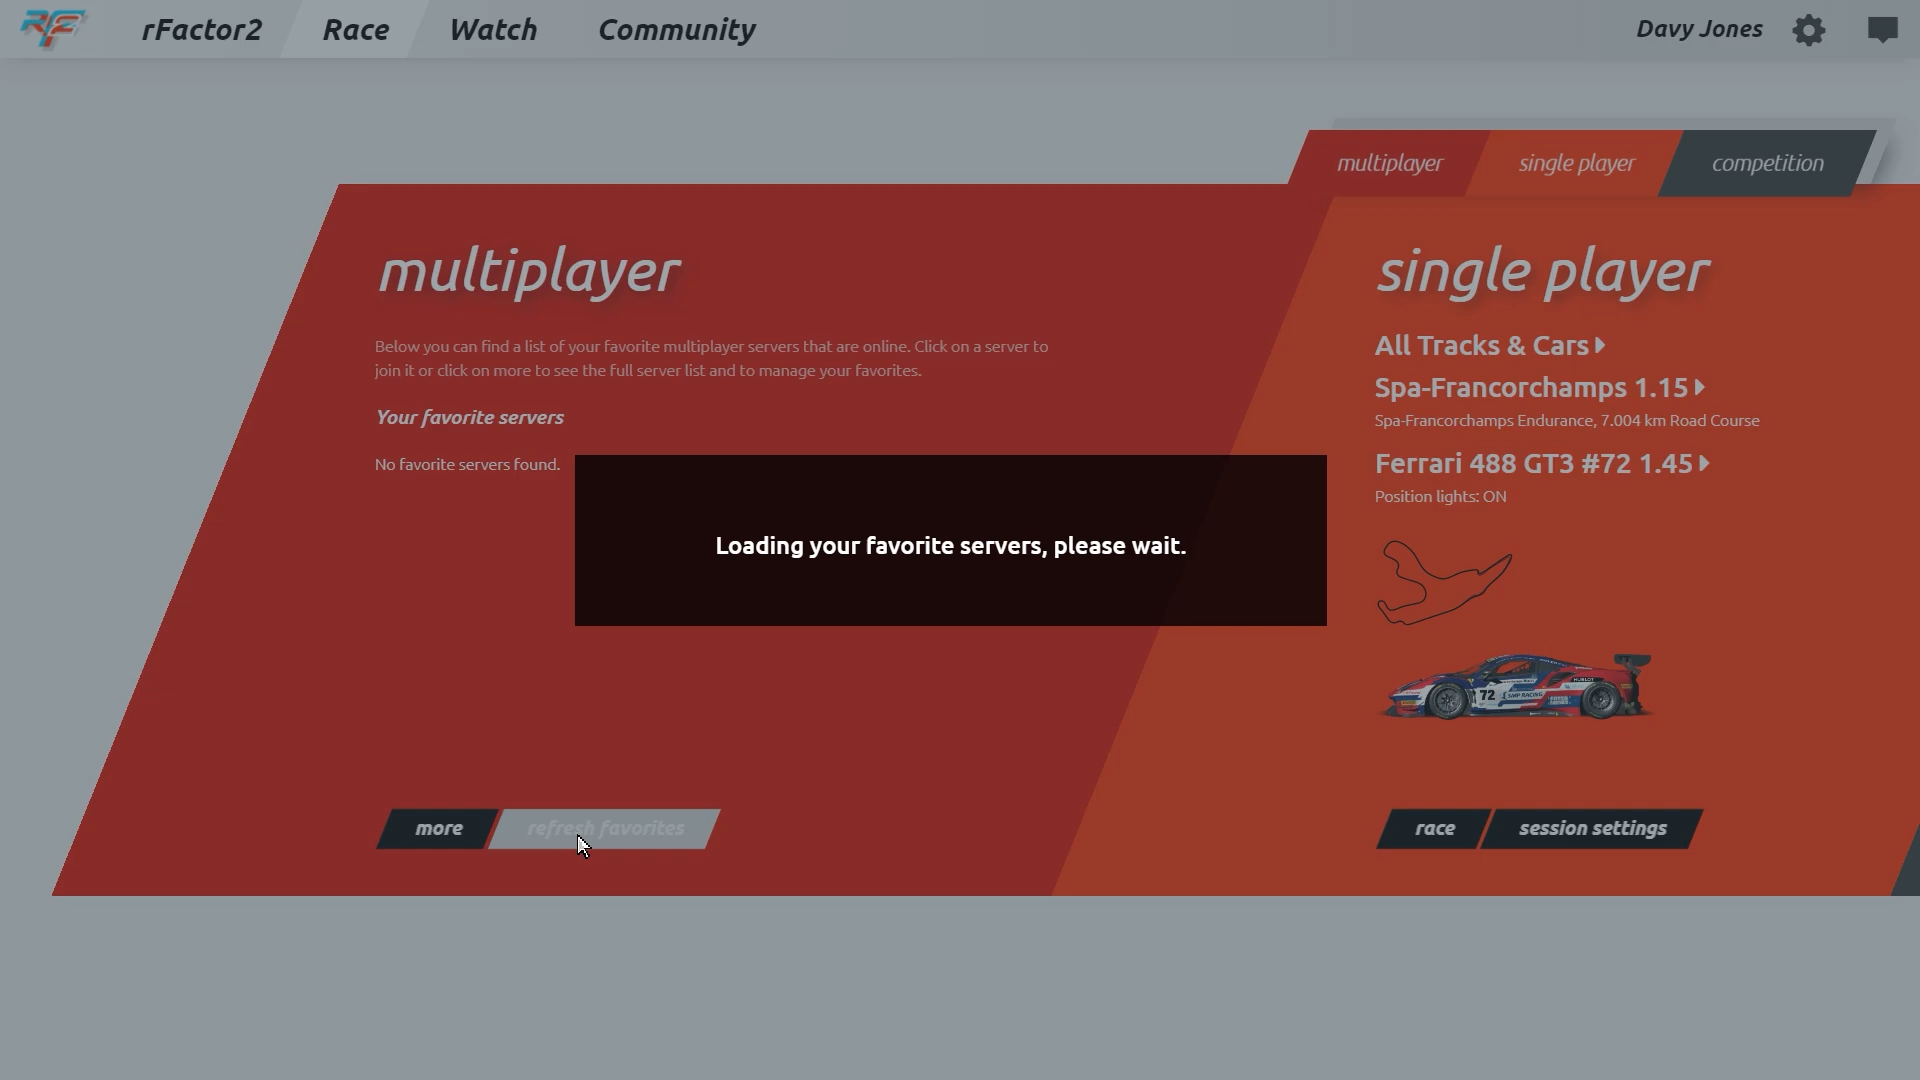 rFactor2
Race
Watch
Community
Davy Jones
multiplayer
single player
competition
multiplayer
Below you can find a list of your favorite multiplayer servers that are online. Click on a server to
join it or click on more to see the full server list and to manage your favorites.
Your favorite servers
No favorite servers found.
Loading your favorite servers, please wait.
more
refresh favorites
single player
All Tracks & Cars
Spa-Francorchamps 1.15
Spa-Francorchamps Endurance, 7.004 km Road Course
Ferrari 488 GT3 #72 1.45
Position lights: ON
72
SMP RACING
race
session settings